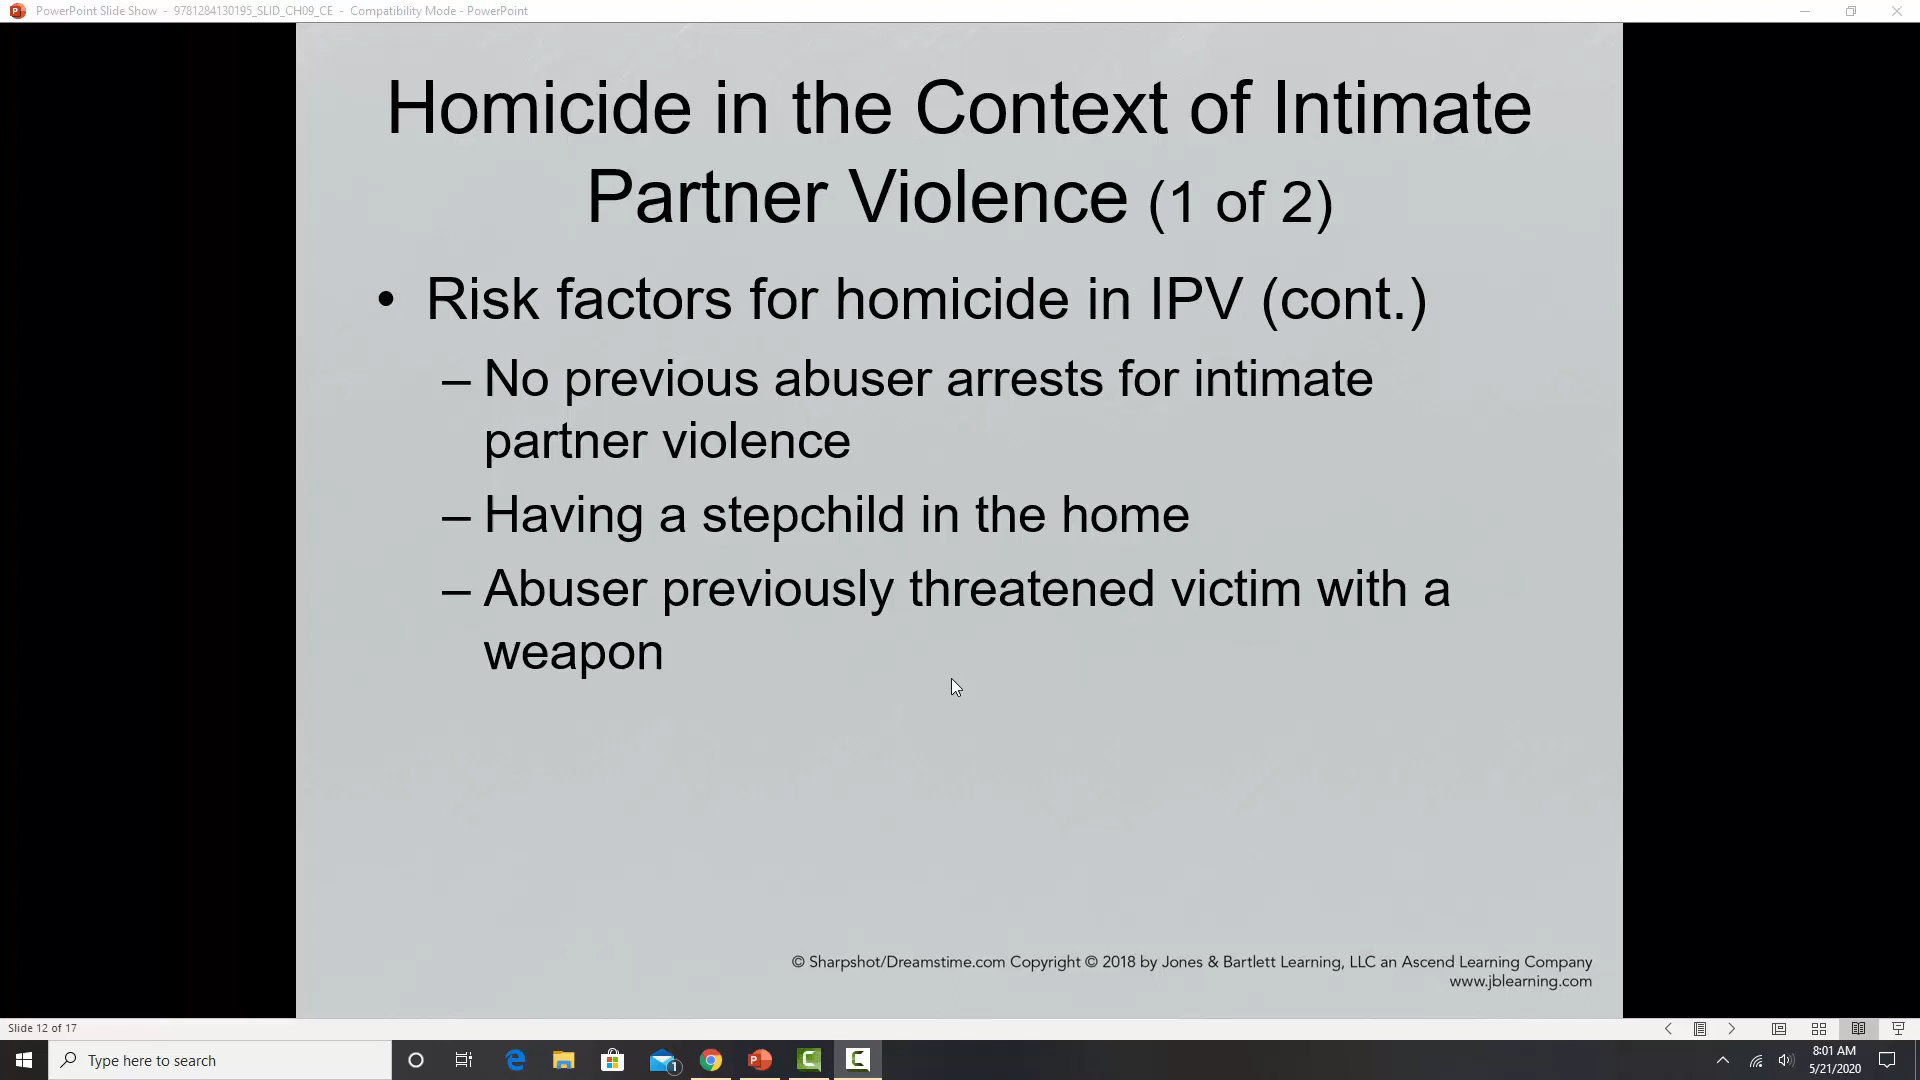 PowerPoint Slide Show - 9781284130195_SLID_CH09_CE - Compatibility Mode - PowerPoint
Homicide in the Context of Intimate
Partner Violence (1 of 2)
• Risk factors for homicide in IPV (cont.)
– No previous abuser arrests for intimate
partner violence
– Having a stepchild in the home
– Abuser previously threatened victim with a
weapon
© Sharpshot/Dreamstime.com Copyright © 2018 by Jones & Bartlett Learning, LLC an Ascend Learning Company
www.jblearning.com
Slide 12 of 17
Type here to search
1
8:01 AM
5/21/2020